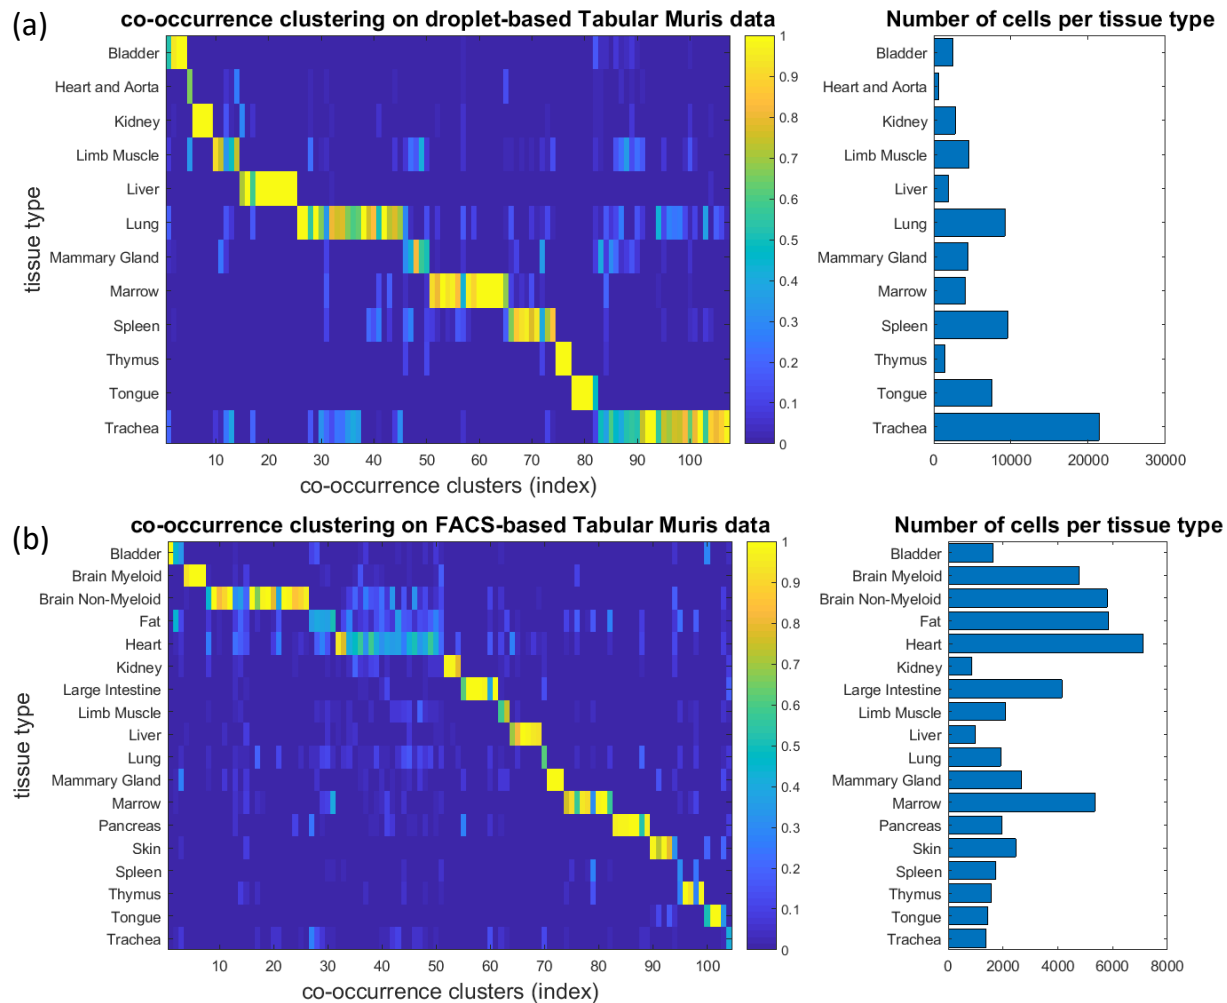 (a)
co-occurrence clustering on droplet-based Tabular Muris data
Number of cells per tissue type
tissue type
Bladder
Heart and Aorta
Kidney
Limb Muscle
Liver
Lung
Mammary Gland
Marrow
Spleen
Thymus
Tongue
Trachea
10 20 30 40 50 60 70 80 90 100
co-occurrence clusters (index)
1
0.9
0.8
0.7
0.6
0.5
0.4
0.3
0.2
0.1
0
Bladder
Heart and Aorta
Kidney
Limb Muscle
Liver
Lung
Mammary Gland
Marrow
Spleen
Thymus
Tongue
Trachea
0 10000 20000 30000
(b)
co-occurrence clustering on FACS-based Tabular Muris data
Number of cells per tissue type
tissue type
Bladder
Brain Myeloid
Brain Non-Myeloid
Fat
Heart
Kidney
Large Intestine
Limb Muscle
Liver
Lung
Mammary Gland
Marrow
Pancreas
Skin
Spleen
Thymus
Tongue
Trachea
10 20 30 40 50 60 70 80 90 100
co-occurrence clusters (index)
1
0.9
0.8
0.7
0.6
0.5
0.4
0.3
0.2
0.1
0
Bladder
Brain Myeloid
Brain Non-Myeloid
Fat
Heart
Kidney
Large Intestine
Limb Muscle
Liver
Lung
Mammary Gland
Marrow
Pancreas
Skin
Spleen
Thymus
Tongue
Trachea
0 2000 4000 6000 8000